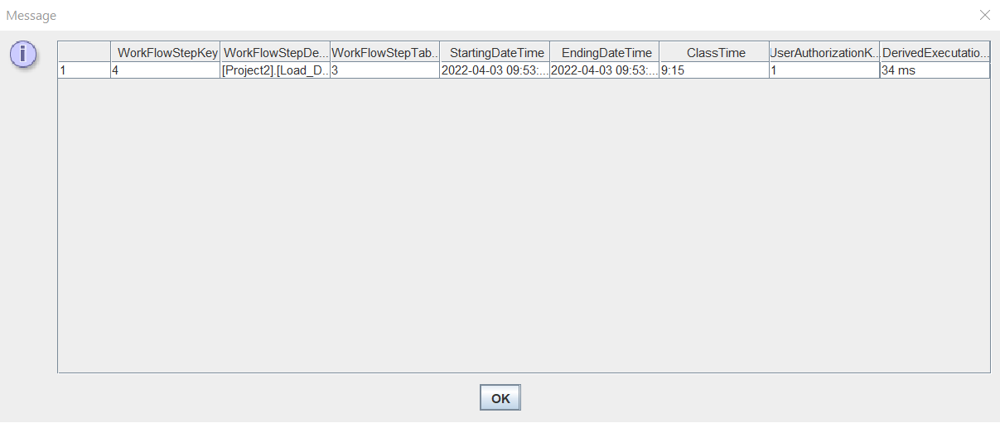 Message
WorkFlowStepKey WorkFlowStepDe... WorkFlowStepTab... StartingDateTime EndingDateTime ClassTime UserAuthorizationK... DerivedExecutatio...
1 4 [Project2].[Load_D... 3 2022-04-03 09:53:... 2022-04-03 09:53:... 9:15 1 34 ms
OK